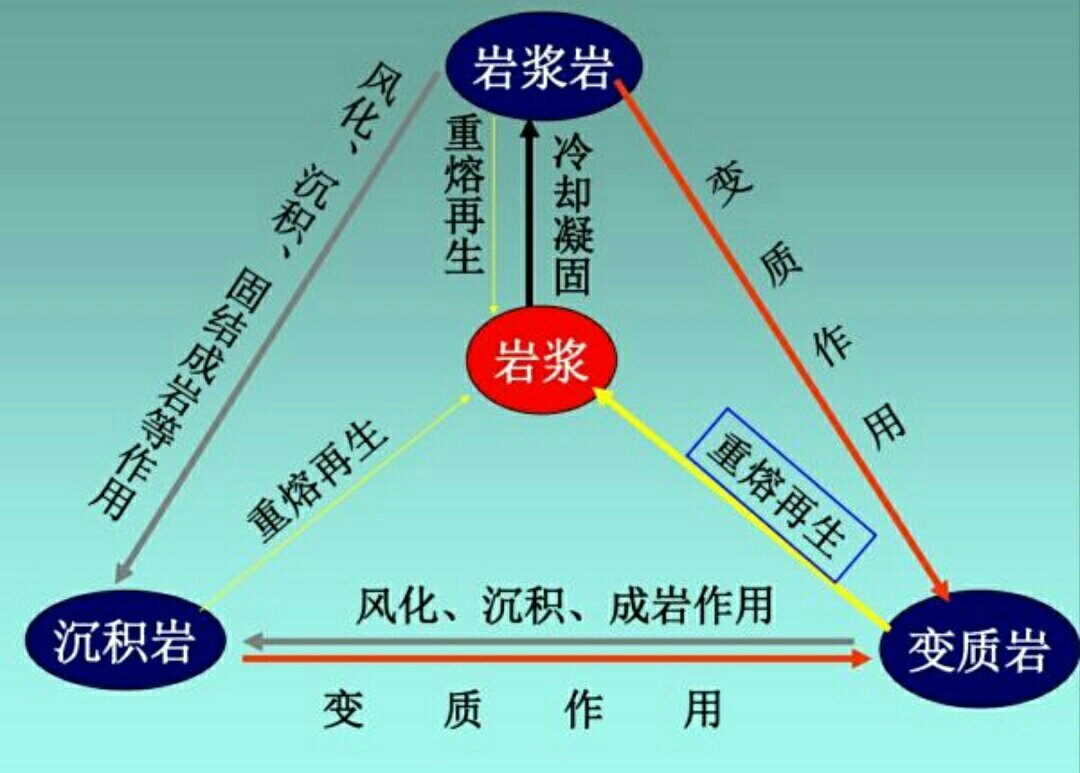 岩浆岩
风化、沉积、固结成岩等作用
重熔再生
冷却凝固
变质作用
岩浆
重熔再生
重熔再生
风化、沉积、成岩作用
沉积岩
变质岩
变质作用